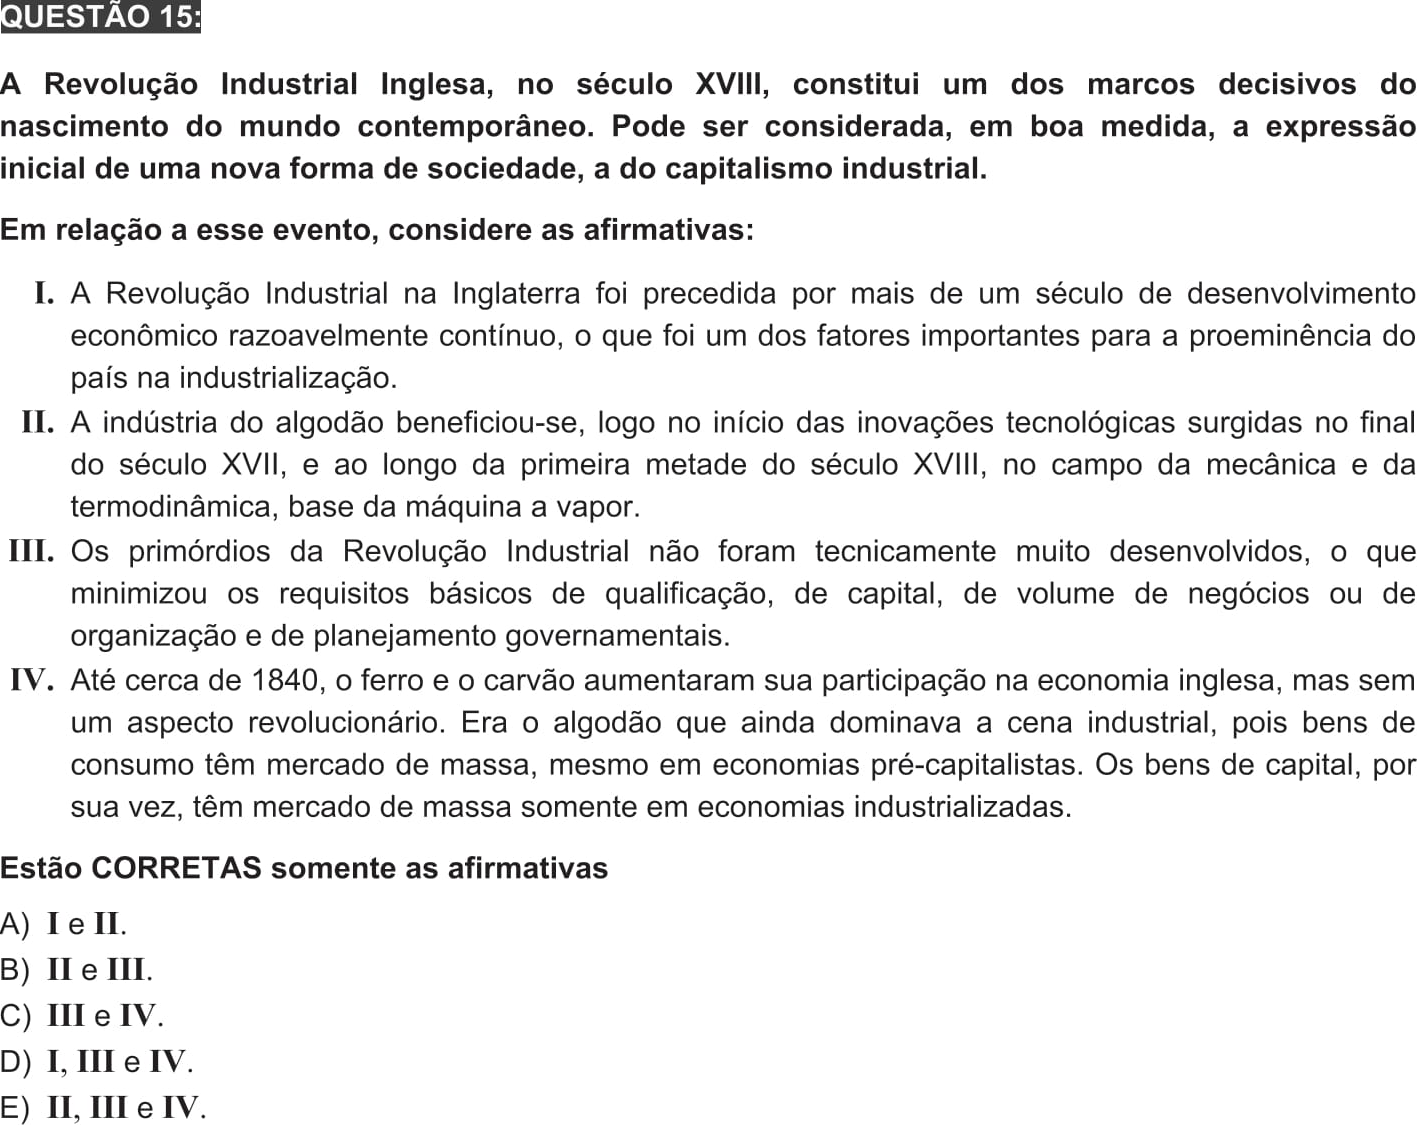 QUESTÃO 15:
A Revolução Industrial Inglesa, no século XVIII, constitui um dos marcos decisivos do
nascimento do mundo contemporâneo. Pode ser considerada, em boa medida, a expressão
inicial de uma nova forma de sociedade, a do capitalismo industrial.
Em relação a esse evento, considere as afirmativas:
I. A Revolução Industrial na Inglaterra foi precedida por mais de um século de desenvolvimento
econômico razoavelmente contínuo, o que foi um dos fatores importantes para a proeminência do
país na industrialização.
II. A indústria do algodão beneficiou-se, logo no início das inovações tecnológicas surgidas no final
do século XVII, e ao longo da primeira metade do século XVIII, no campo da mecânica e da
termodinâmica, base da máquina a vapor.
III. Os primórdios da Revolução Industrial não foram tecnicamente muito desenvolvidos, o que
minimizou os requisitos básicos de qualificação, de capital, de volume de negócios ou de
organização e de planejamento governamentais.
IV. Até cerca de 1840, o ferro e o carvão aumentaram sua participação na economia inglesa, mas sem
um aspecto revolucionário. Era o algodão que ainda dominava a cena industrial, pois bens de
consumo têm mercado de massa, mesmo em economias pré-capitalistas. Os bens de capital, por
sua vez, têm mercado de massa somente em economias industrializadas.
Estão CORRETAS somente as afirmativas
A) I e II.
B) II e III.
C) III e IV.
D) I, III e IV.
E) II, III e IV.